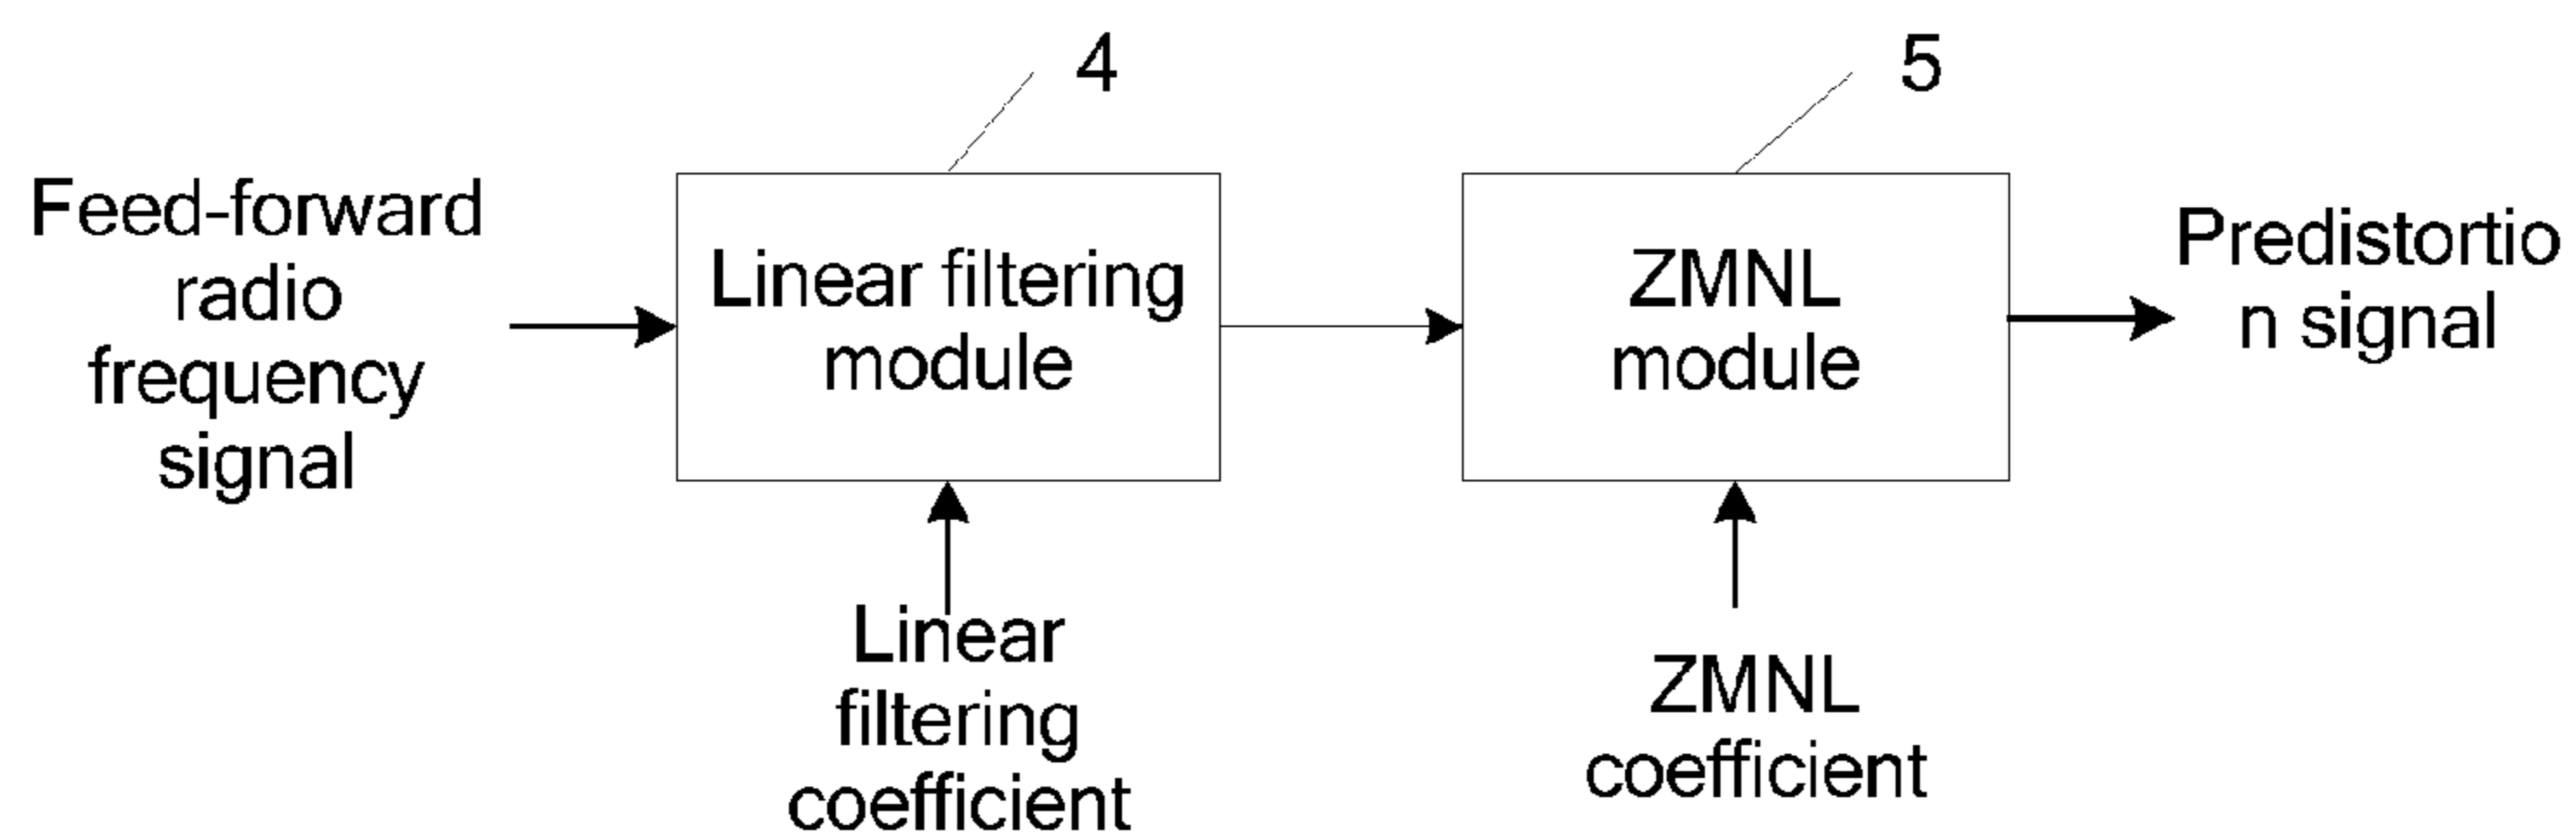 4
5
Feed-forward
radio
frequency
signal
Linear filtering
module
ZMNL
module
Predistortio
n signal
Linear
filtering
coefficient
ZMNL
coefficient